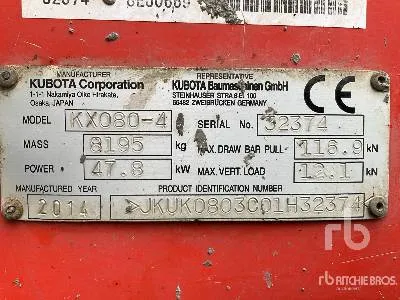 32374
MANUFACTURER
KUBOTA Corporation
1-1-1 Nakamiya Oike Hirakata,
Osaka, JAPAN
REPRESENTATIVE
KUBOTA Baumaschinen GmbH
STEINHAUSER STRAßE 100
66482 ZWEIBRÜCKEN GERMANY
CE
MODEL KX080-4 SERIAL No. 32374
MASS 8195 kg MAX.DRAW BAR PULL 116.9 kN
POWER 47.8 kW MAX.VERT.LOAD 12.1 kN
MANUFACTURED YEAR PRODUCT IDENTIFICATION NUMBER
2014 >JKUK0803C01H32374<
rb
RITCHIE BROS.